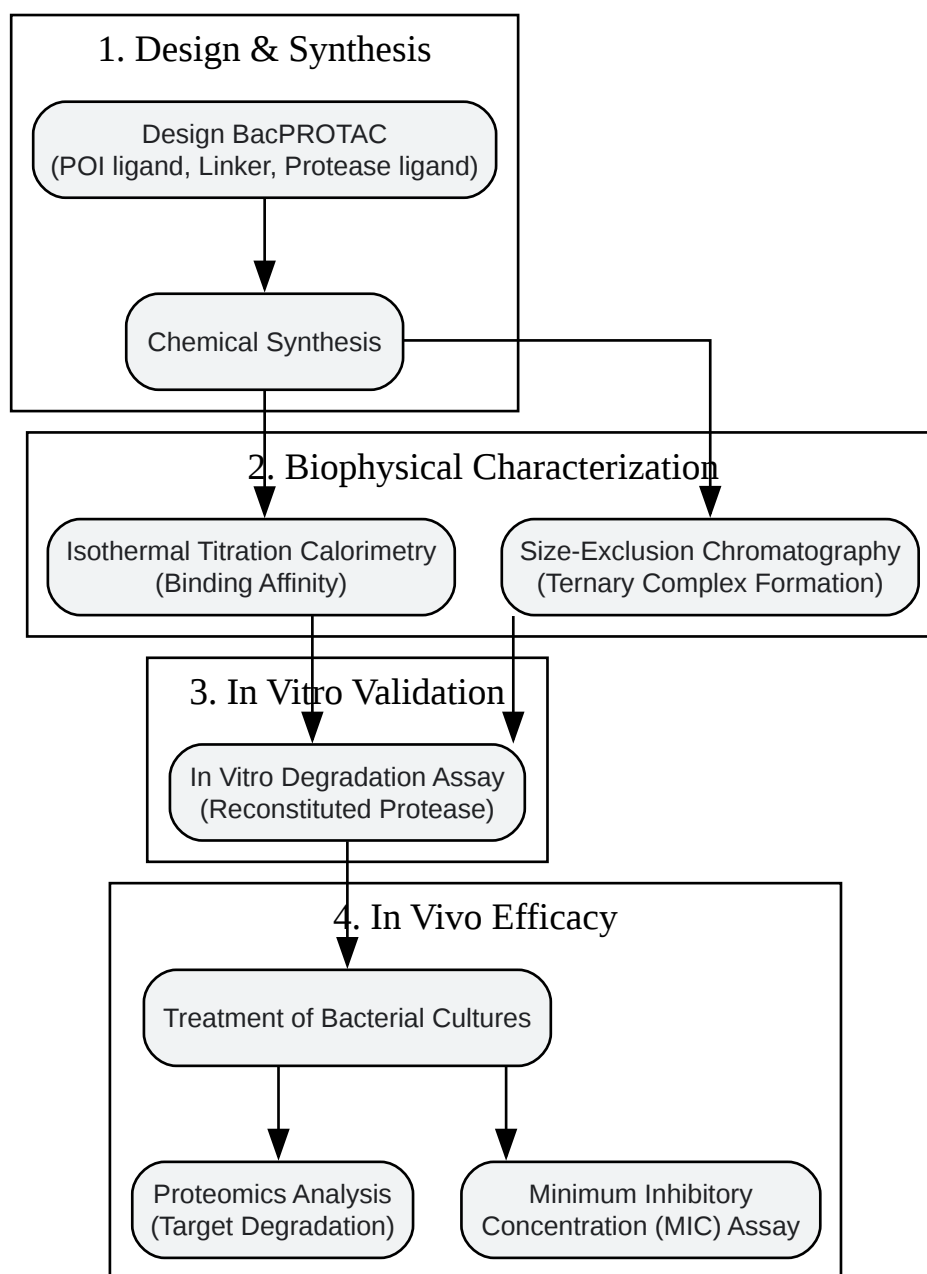 1. Design & Synthesis
Design BacPROTAC
(POI ligand, Linker, Protease ligand)
Chemical Synthesis
2. Biophysical Characterization
Isothermal Titration Calorimetry
(Binding Affinity)
Size-Exclusion Chromatography
(Ternary Complex Formation)
3. In Vitro Validation
In Vitro Degradation Assay
(Reconstituted Protease)
4. In Vivo Efficacy
Treatment of Bacterial Cultures
Proteomics Analysis
(Target Degradation)
Minimum Inhibitory
Concentration (MIC) Assay